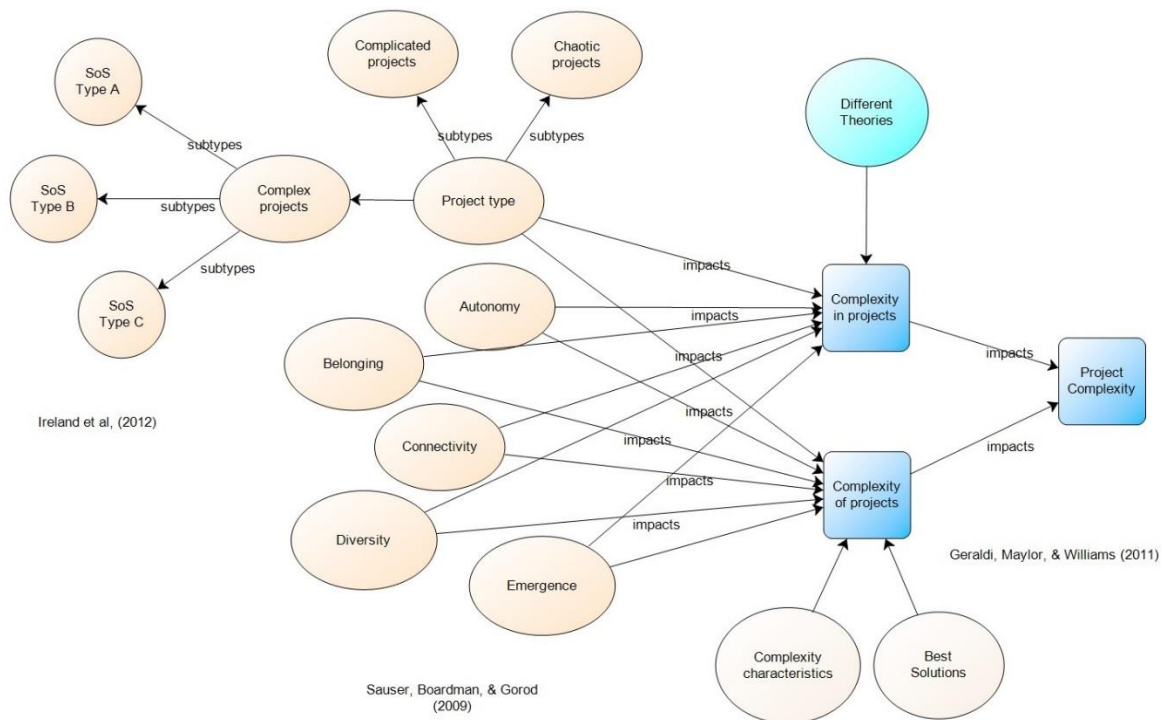 SoS
Type A
Complicated
projects
Chaotic
projects
Different
Theories
subtypes
subtypes
subtypes
SoS
Type B
subtypes
Complex
projects
Project type
subtypes
SoS
Type C
impacts
Autonomy
impacts
Complexity
in projects
Belonging
impacts
impacts
Project
Complexity
Ireland et al, (2012)
impacts
Connectivity
impacts
impacts
impacts
Complexity
of projects
Diversity
impacts
Geraldi, Maylor, & Williams (2011)
Emergence
Complexity
characteristics
Best
Solutions
Sauser, Boardman, & Gorod
(2009)